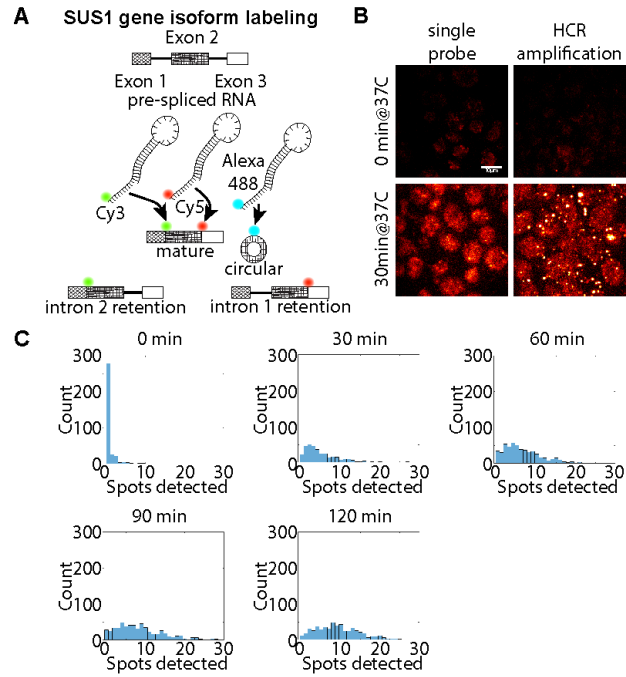 A
SUS1 gene isoform labeling
Exon 2
Exon 1
Exon 3
pre-spliced RNA
Alexa
488
Cy3
Cy5
mature
circular
intron 2 retention
intron 1 retention
B
single
probe
HCR
amplification
0 min@37C
30min@37C
10μm
C
0 min
300
200
100
0
Count
0 10 20 30
Spots detected
30 min
300
200
100
0
Count
0 10 20 30
Spots detected
60 min
300
200
100
0
Count
0 10 20 30
Spots detected
90 min
300
200
100
0
Count
0 10 20 30
Spots detected
120 min
300
200
100
0
Count
0 10 20 30
Spots detected